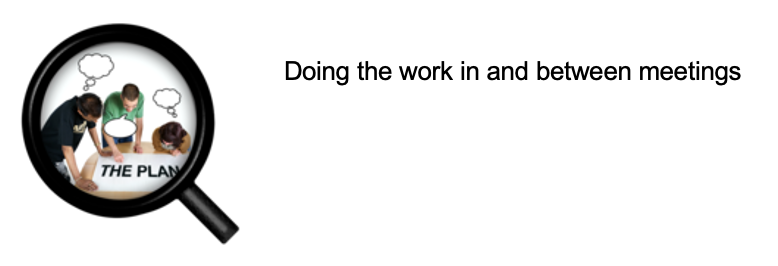 Doing the work in and between meetings
THE PLAN